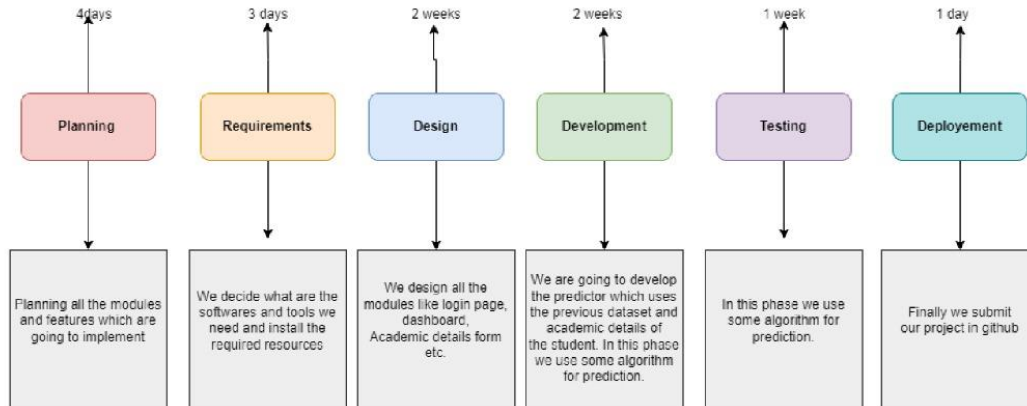 4days
3 days
2 weeks
2 weeks
1 week
1 day
Planning
Requirements
Design
Development
Testing
Deployement
Planning all the modules
and features which are
going to implement
We decide what are the
softwares and tools we
need and install the
required resources
We design all the
modules like login page,
dashboard,
Academic details form
etc.
We are going to develop
the predictor which uses
the previous dataset and
academic details of
the student. In this phase
we use some algorithm
for prediction.
In this phase we use
some algorithm for
prediction.
Finally we submit
our project in github